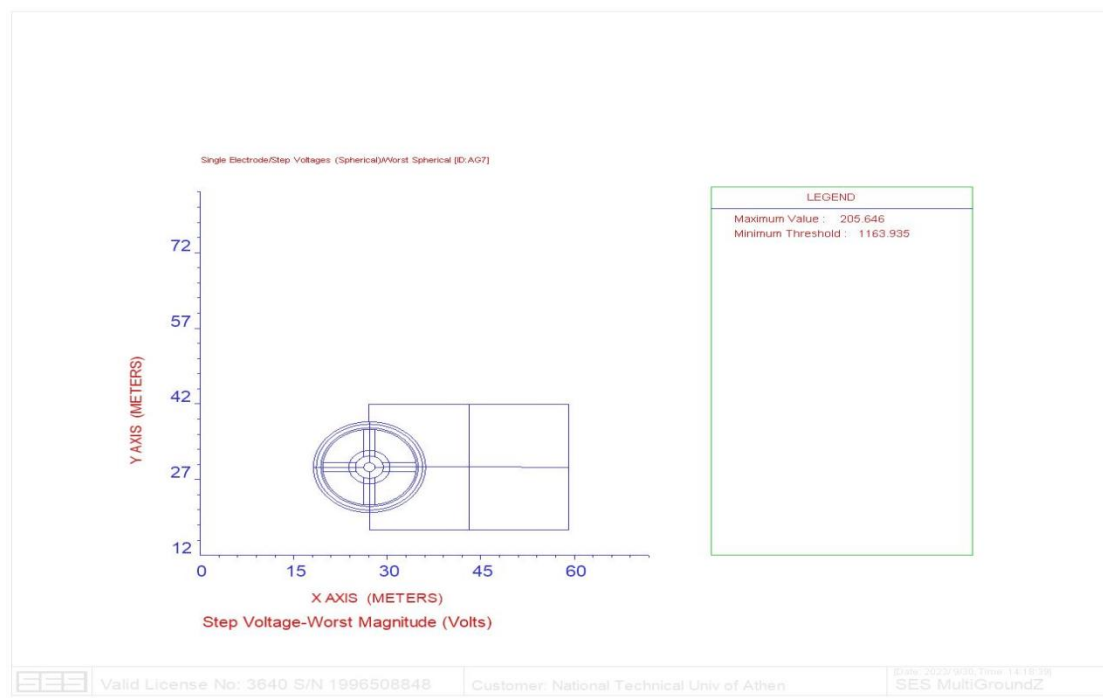 Single Electrode/Step Voltages (Spherical)/Worst Spherical [ID:AG7]
LEGEND
Maximum Value : 205.646
Minimum Threshold : 1163.935
72
57
42
27
12
Y AXIS (METERS)
0 15 30 45 60
X AXIS (METERS)
Step Voltage-Worst Magnitude (Volts)
SES
Valid License No: 3640 S/N 1996508848
Customer: National Technical Univ of Athen
SES MultiGroundZ